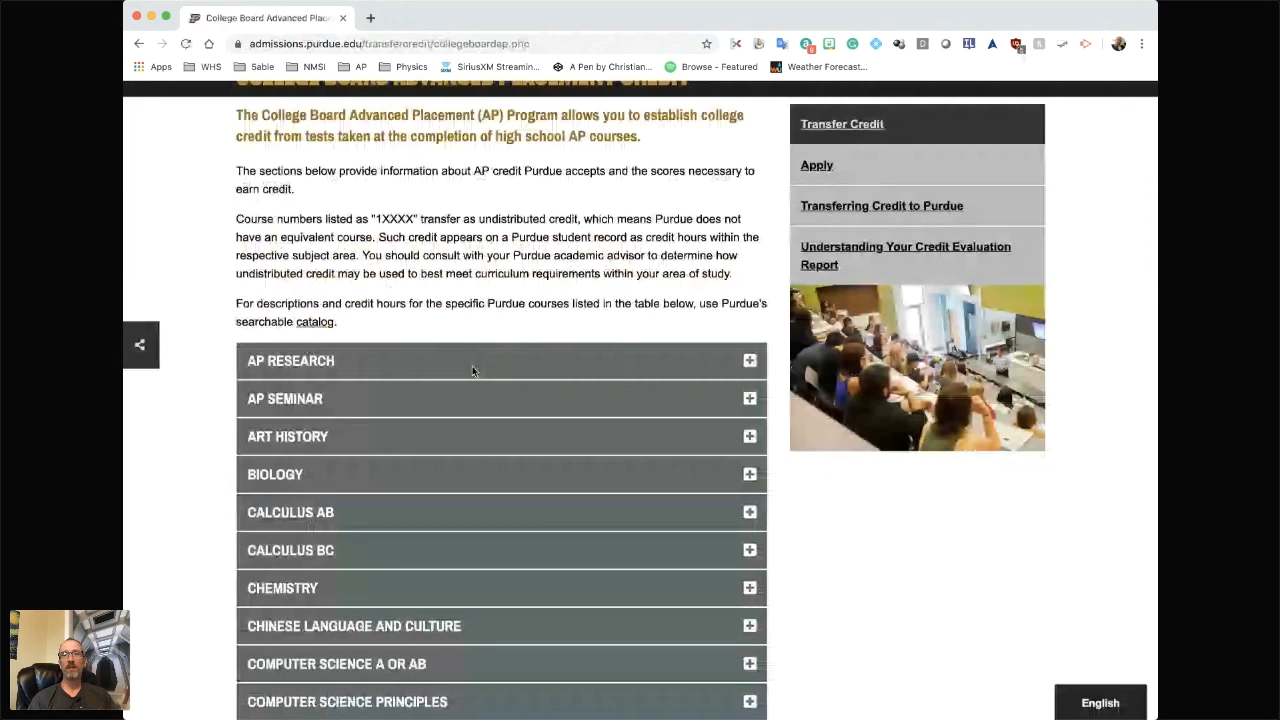 College Board Advanced Plac
admissions.purdue.edu/transfercredit/collegeboardap.php
Apps WHS Sable NMSI AP Physics SiriusXM Streamin... A Pen by Christian... Browse - Featured Weather Forecast...
COLLEGE BOARD ADVANCED PLACEMENT CREDIT
The College Board Advanced Placement (AP) Program allows you to establish college
credit from tests taken at the completion of high school AP courses.
The sections below provide information about AP credit Purdue accepts and the scores necessary to
earn credit.
Course numbers listed as "1XXXX" transfer as undistributed credit, which means Purdue does not
have an equivalent course. Such credit appears on a Purdue student record as credit hours within the
respective subject area. You should consult with your Purdue academic advisor to determine how
undistributed credit may be used to best meet curriculum requirements within your area of study.
For descriptions and credit hours for the specific Purdue courses listed in the table below, use Purdue's
searchable catalog.
AP RESEARCH
AP SEMINAR
ART HISTORY
BIOLOGY
CALCULUS AB
CALCULUS BC
CHEMISTRY
CHINESE LANGUAGE AND CULTURE
COMPUTER SCIENCE A OR AB
COMPUTER SCIENCE PRINCIPLES
Transfer Credit
Apply
Transferring Credit to Purdue
Understanding Your Credit Evaluation
Report
English